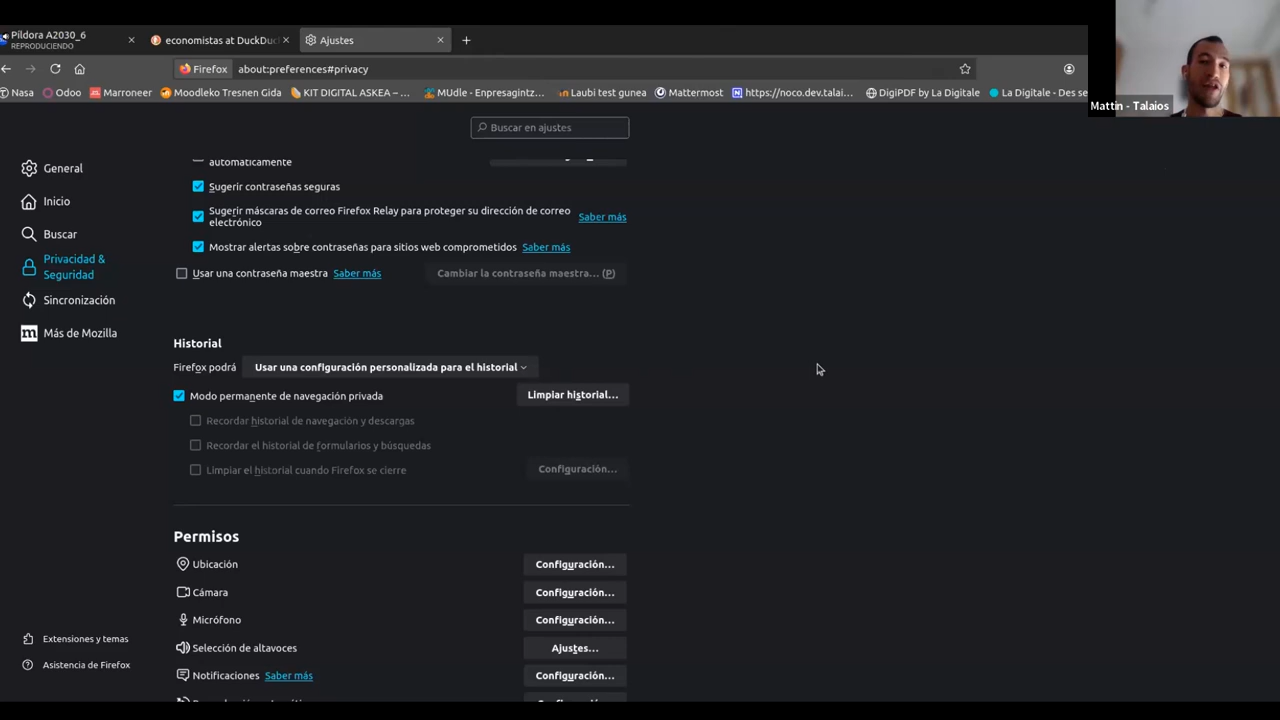 Píldora A2030_6
REPRODUCIENDO
economistas at DuckDuc
Ajustes
Firefox
about:preferences#privacy
Nasa
Odoo
Marroneer
Moodleko Tresnen Gida
KIT DIGITAL ASKEA – ...
MUdle - Enpresagintz...
Laubi test gunea
Mattermost
https://noco.dev.talai...
DigiPDF by La Digitale
La Digitale - Des se
Mattin - Talaios
Buscar en ajustes
General
Inicio
Buscar
Privacidad &
Seguridad
Sincronización
Más de Mozilla
Extensiones y temas
Asistencia de Firefox
automaticamente
Sugerir contraseñas seguras
Sugerir máscaras de correo Firefox Relay para proteger su dirección de correo
electrónico
Saber más
Mostrar alertas sobre contraseñas para sitios web comprometidos Saber más
Usar una contraseña maestra Saber más
Cambiar la contraseña maestra... (P)
Historial
Firefox podrá
Usar una configuración personalizada para el historial
Modo permanente de navegación privada
Limpiar historial...
Recordar historial de navegación y descargas
Recordar el historial de formularios y búsquedas
Limpiar el historial cuando Firefox se cierre
Configuración...
Permisos
Ubicación
Configuración...
Cámara
Configuración...
Micrófono
Configuración...
Selección de altavoces
Ajustes...
Notificaciones Saber más
Configuración...